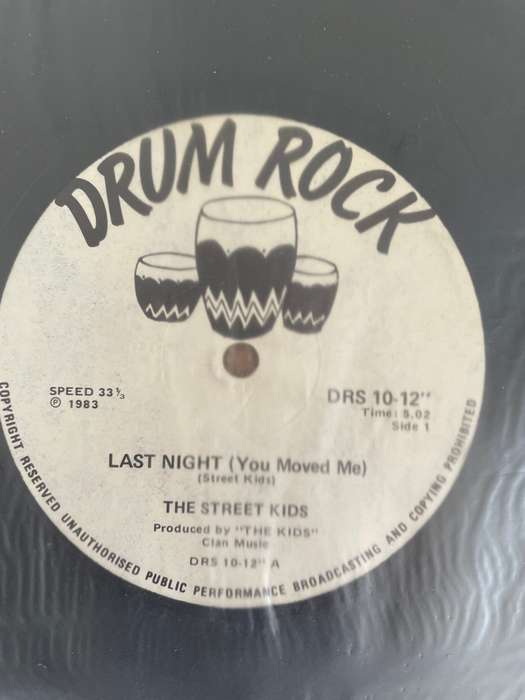 DRUM ROCK
SPEED 33⅓
℗ 1983
DRS 10-12"
Time: 5.02
Side 1
LAST NIGHT (You Moved Me)
(Street Kids)
THE STREET KIDS
Produced by "THE KIDS"
Clan Music
DRS 10-12" A
COPYRIGHT RESERVED UNAUTHORISED PUBLIC PERFORMANCE BROADCASTING AND COPYING PROHIBITED